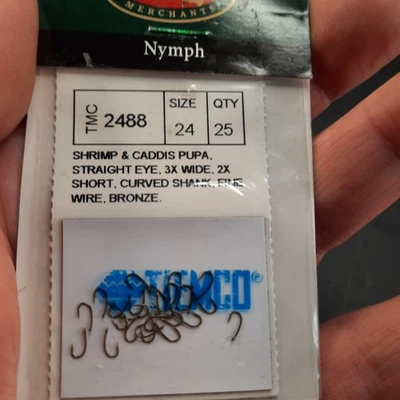 MERCHANTS
Nymph
TMC 2488
SIZE QTY
24 25
SHRIMP & CADDIS PUPA,
STRAIGHT EYE, 3X WIDE, 2X
SHORT, CURVED SHANK, FINE
WIRE, BRONZE.
TIEMCO®